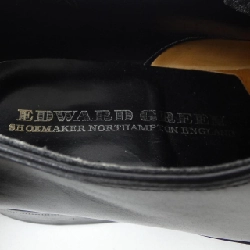 EDWARD GREEN
SHOEMAKER NORTHAMPTON ENGLAND